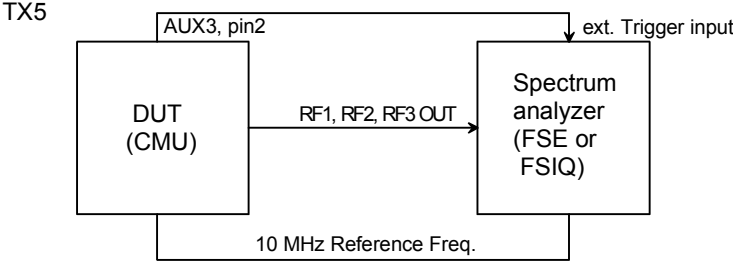 TX5
AUX3, pin2
ext. Trigger input
DUT
(CMU)
RF1, RF2, RF3 OUT
Spectrum
analyzer
(FSE or
FSIQ)
10 MHz Reference Freq.